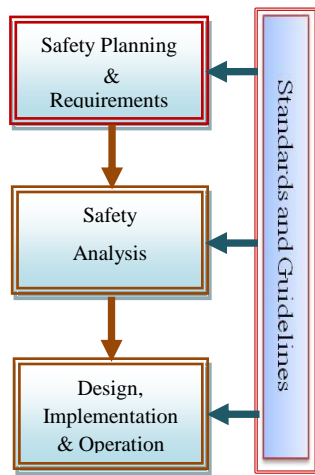 Safety Planning
&
Requirements
Safety
Analysis
Design,
Implementation
& Operation
Standards and Guidelines